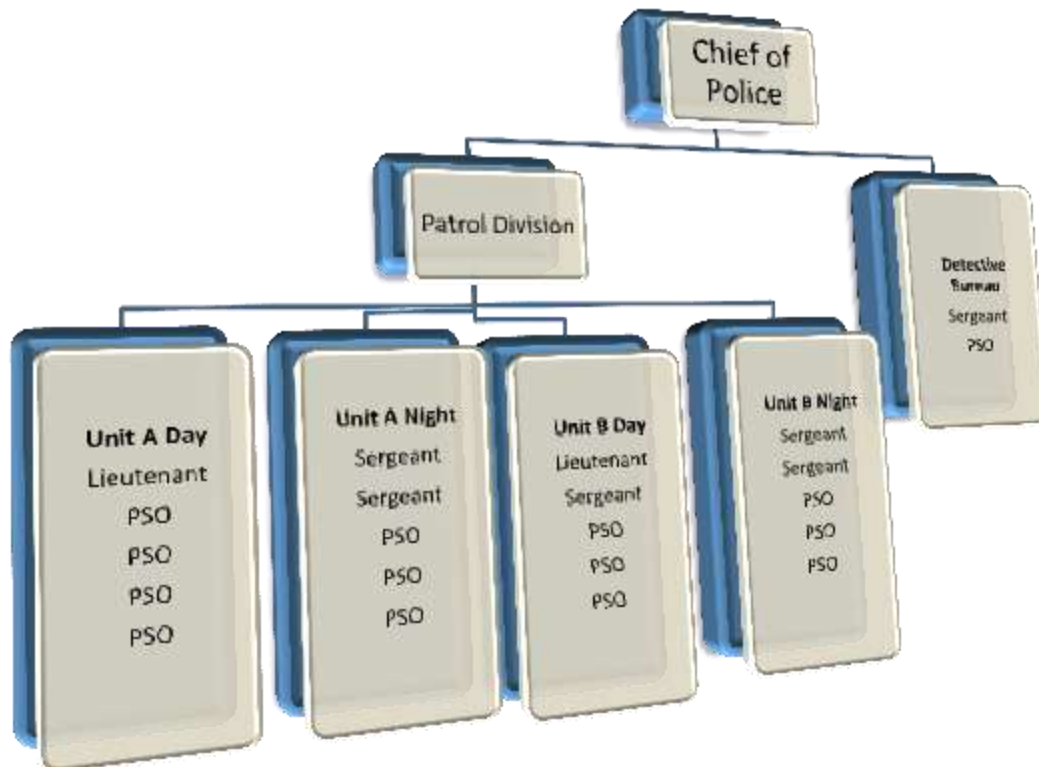 Chief of
Police
Patrol Division
Detective
Bureau
Sergeant
PSO
Unit A Day
Lieutenant
PSO
PSO
PSO
PSO
Unit A Night
Sergeant
Sergeant
PSO
PSO
PSO
Unit B Day
Lieutenant
Sergeant
PSO
PSO
PSO
Unit B Night
Sergeant
Sergeant
PSO
PSO
PSO